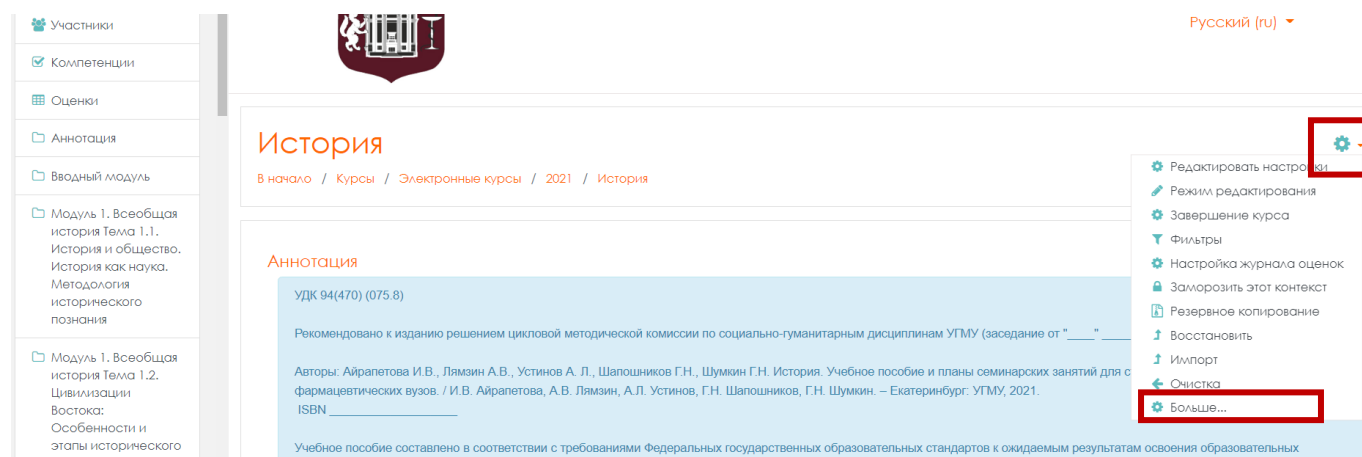 Участники
Компетенции
Оценки
Аннотация
Вводный модуль
Модуль 1. Всеобщая
история Тема 1.1.
История и общество.
История как наука.
Методология
исторического
познания
Модуль 1. Всеобщая
история Тема 1.2.
Цивилизации
Востока:
Особенности и
этапы исторического
Русский (ru)
История
В начало / Курсы / Электронные курсы / 2021 / История
Редактировать настройки
Режим редактирования
Завершение курса
Фильтры
Настройка журнала оценок
Заморозить этот контекст
Резервное копирование
Восстановить
Импорт
Очистка
Больше...
Аннотация
УДК 94(470) (075.8)
Рекомендовано к изданию решением цикловой методической комиссии по социально-гуманитарным дисциплинам УГМУ (заседание от "____" ____
Авторы: Айрапетова И.В., Лямзин А.В., Устинов А. Л., Шапошников Г.Н., Шумкин Г.Н. История. Учебное пособие и планы семинарских занятий для с
фармацевтических вузов. / И.В. Айрапетова, А.В. Лямзин, А.Л. Устинов, Г.Н. Шапошников, Г.Н. Шумкин. – Екатеринбург: УГМУ, 2021.
ISBN ____________________
Учебное пособие составлено в соответствии с требованиями Федеральных государственных образовательных стандартов к ожидаемым результатам освоения образовательных